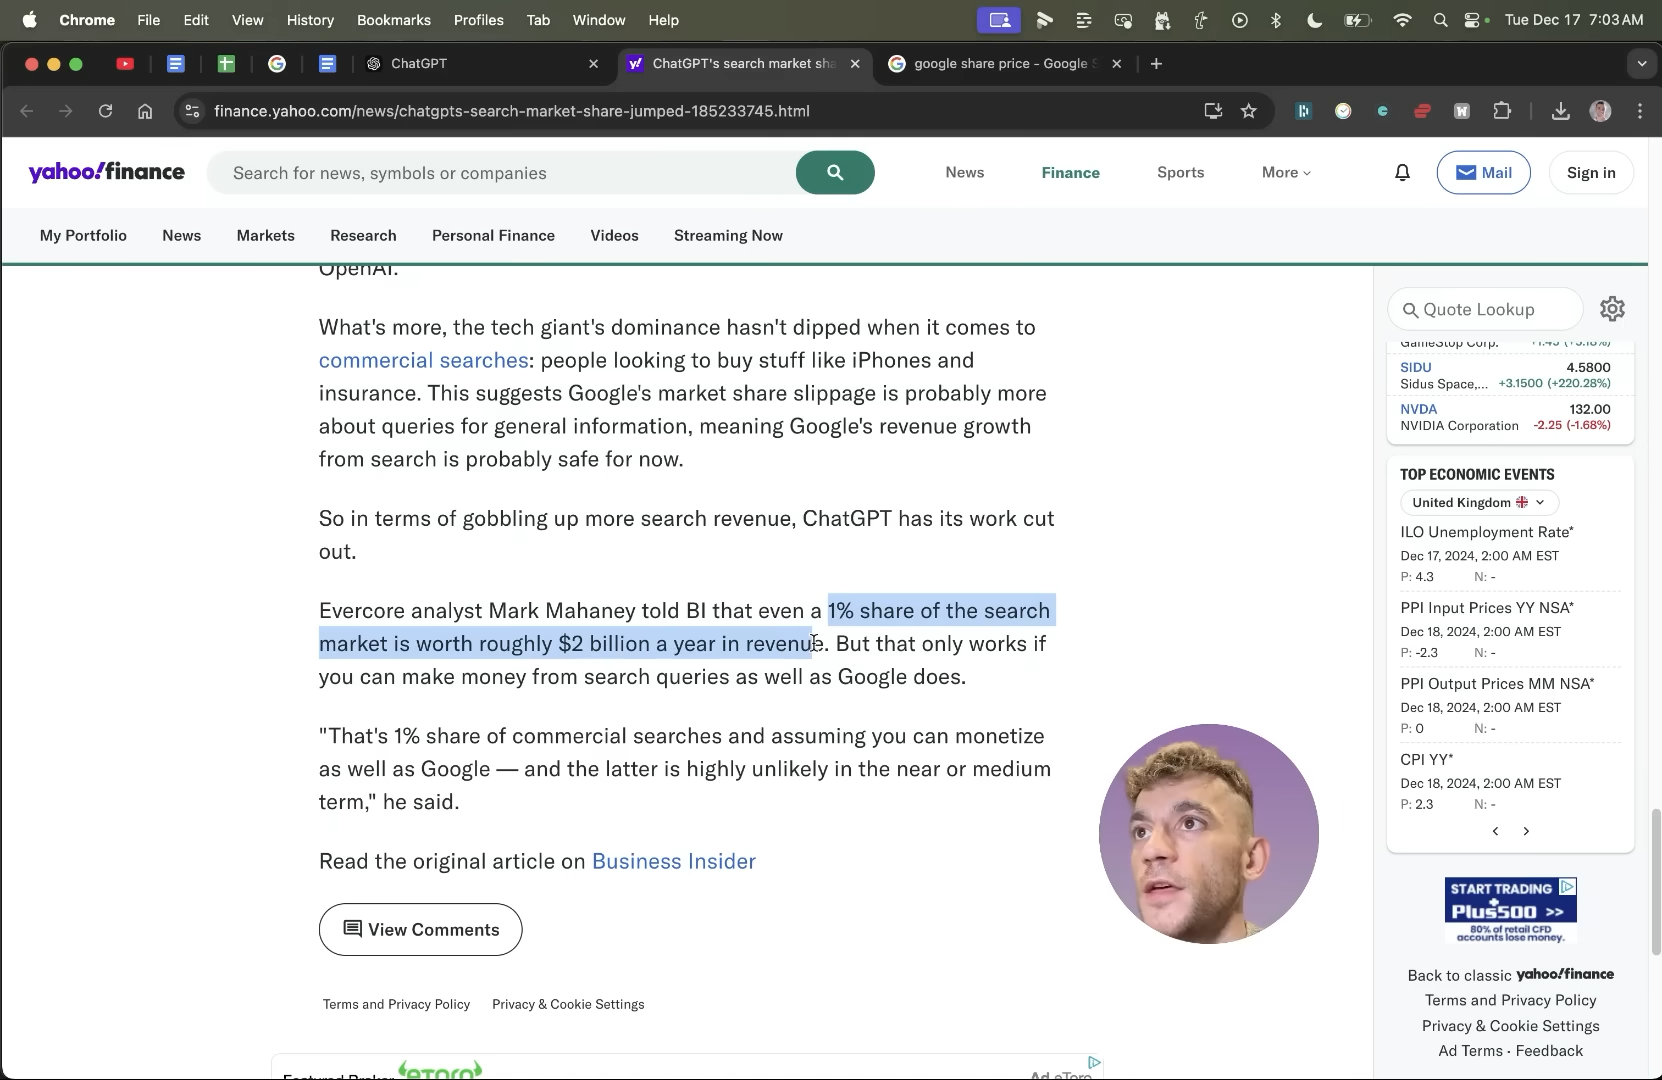 Chrome File Edit View History Bookmarks Profiles Tab Window Help Tue Dec 17 7:03 AM
ChatGPT
ChatGPT's search market sha
google share price - Google S
finance.yahoo.com/news/chatgpts-search-market-share-jumped-185233745.html
yahoo!finance
Search for news, symbols or companies
News Finance Sports More
Mail
Sign in
My Portfolio News Markets Research Personal Finance Videos Streaming Now
OpenAI.
What's more, the tech giant's dominance hasn't dipped when it comes to
commercial searches: people looking to buy stuff like iPhones and
insurance. This suggests Google's market share slippage is probably more
about queries for general information, meaning Google's revenue growth
from search is probably safe for now.
So in terms of gobbling up more search revenue, ChatGPT has its work cut
out.
Evercore analyst Mark Mahaney told BI that even a 1% share of the search
market is worth roughly $2 billion a year in revenue. But that only works if
you can make money from search queries as well as Google does.
"That's 1% share of commercial searches and assuming you can monetize
as well as Google — and the latter is highly unlikely in the near or medium
term," he said.
Read the original article on Business Insider
View Comments
Terms and Privacy Policy Privacy & Cookie Settings
Featured Broker eToro
Ad eToro
Quote Lookup
GameStop Corp. +1.43 (+5.18%)
SIDU 4.5800
Sidus Space,... +3.1500 (+220.28%)
NVDA 132.00
NVIDIA Corporation -2.25 (-1.68%)
TOP ECONOMIC EVENTS
United Kingdom
ILO Unemployment Rate*
Dec 17, 2024, 2:00 AM EST
P: 4.3 N: -
PPI Input Prices YY NSA*
Dec 18, 2024, 2:00 AM EST
P: -2.3 N: -
PPI Output Prices MM NSA*
Dec 18, 2024, 2:00 AM EST
P: 0 N: -
CPI YY*
Dec 18, 2024, 2:00 AM EST
P: 2.3 N: -
START TRADING
+
Plus500 >>
80% of retail CFD
accounts lose money.
Back to classic yahoo!finance
Terms and Privacy Policy
Privacy & Cookie Settings
Ad Terms · Feedback